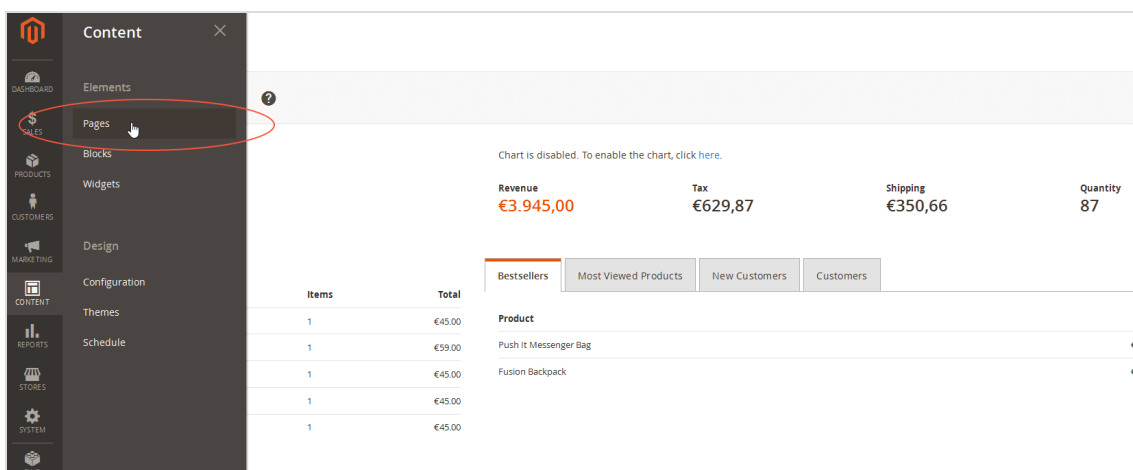 Content
DASHBOARD
SALES
PRODUCTS
CUSTOMERS
MARKETING
CONTENT
REPORTS
STORES
SYSTEM
Elements
Pages
Blocks
Widgets
Design
Configuration
Themes
Schedule
?
Chart is disabled. To enable the chart, click here.
Revenue Tax Shipping Quantity
€3.945,00 €629,87 €350,66 87
Bestsellers Most Viewed Products New Customers Customers
Items Total
1 €45.00
1 €59.00
1 €45.00
1 €45.00
1 €45.00
Product
Push It Messenger Bag
Fusion Backpack